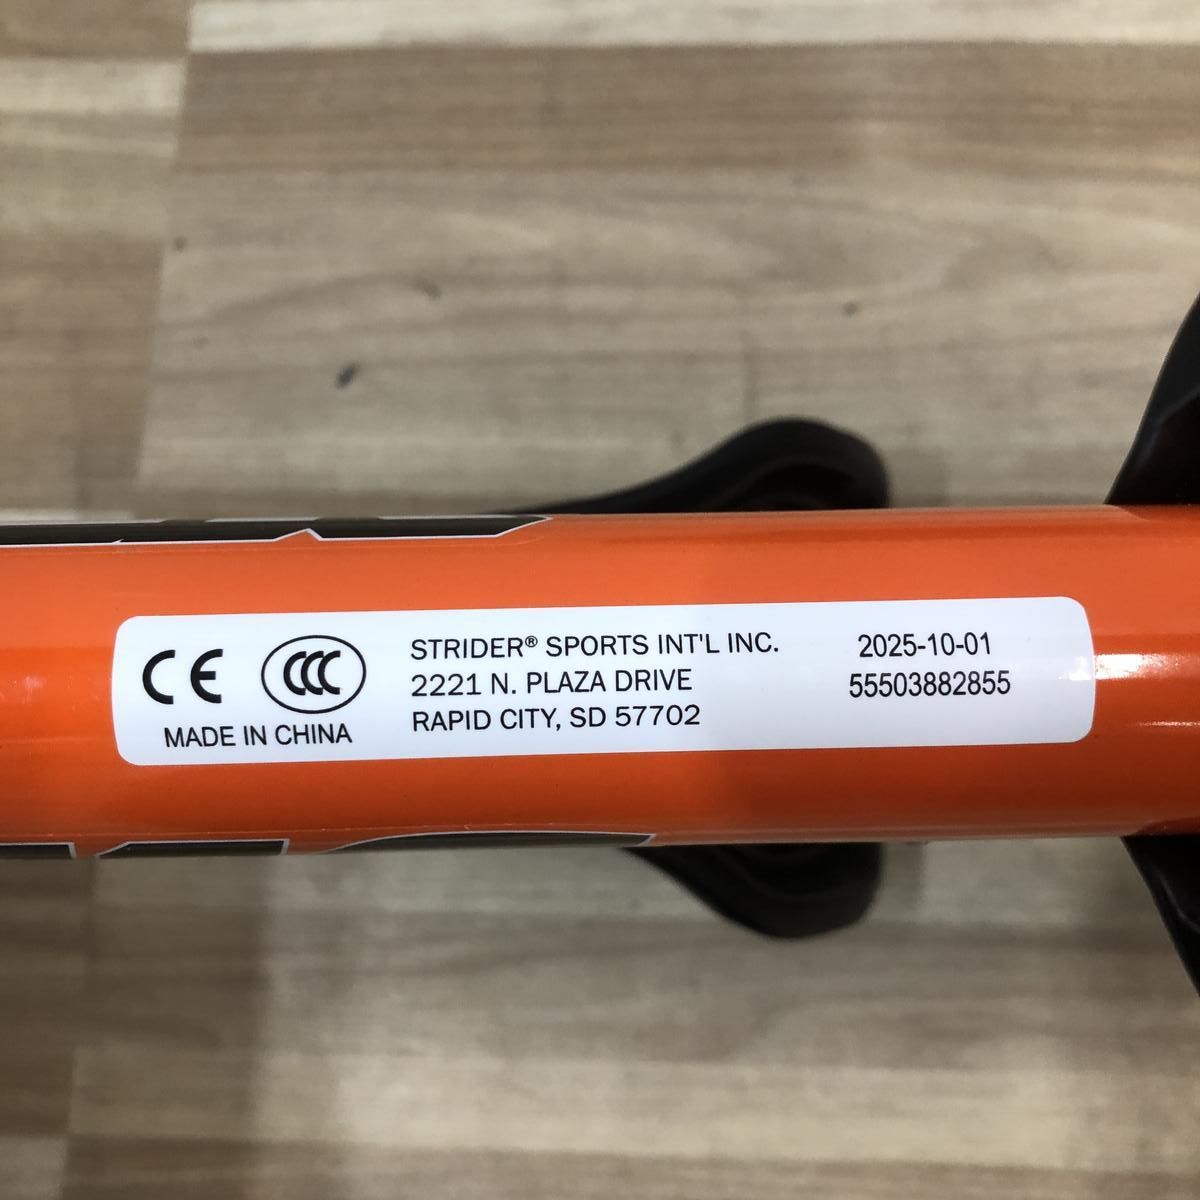 CE CCC
MADE IN CHINA
STRIDER® SPORTS INT'L INC.
2221 N. PLAZA DRIVE
RAPID CITY, SD 57702
2025-10-01
55503882855